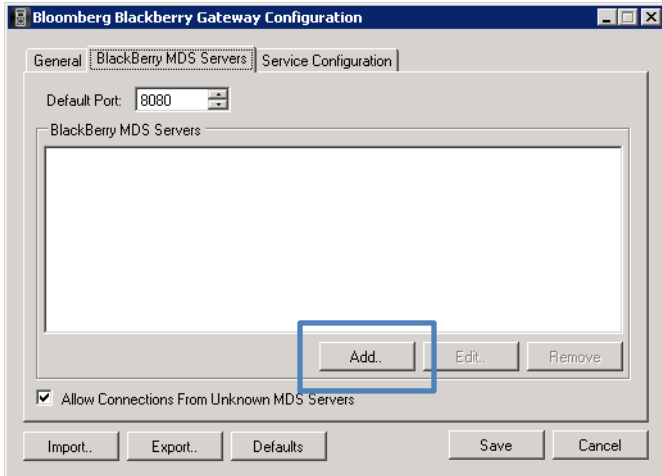 Bloomberg Blackberry Gateway Configuration
General BlackBerry MDS Servers Service Configuration
Default Port: 8080
BlackBerry MDS Servers
Add.. Edit.. Remove
Allow Connections From Unknown MDS Servers
Import.. Export.. Defaults Save Cancel